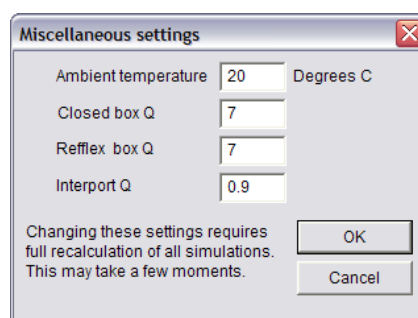 Miscellaneous settings
Ambient temperature 20 Degrees C
Closed box Q 7
Refflex box Q 7
Interport Q 0.9
Changing these settings requires
full recalculation of all simulations.
This may take a few moments.
OK
Cancel